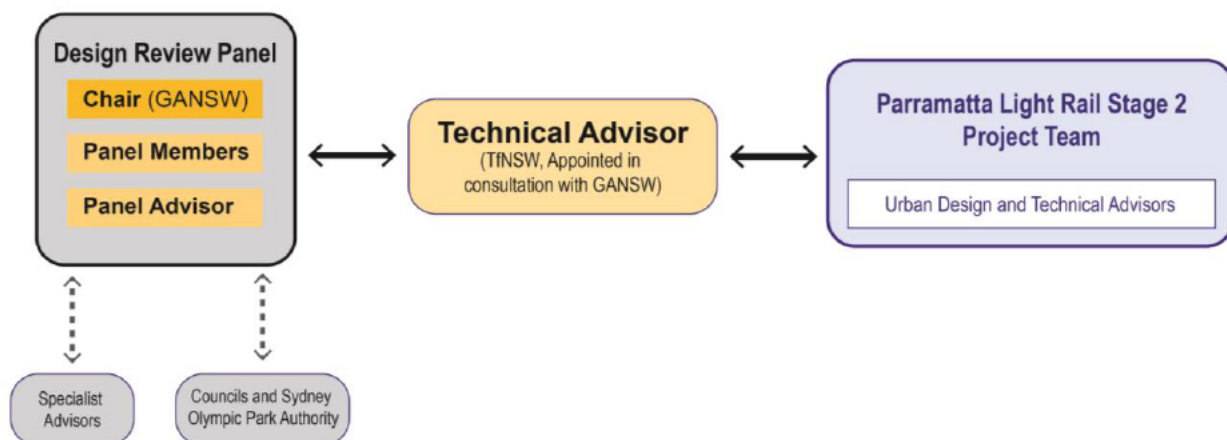 Design Review Panel
Chair (GANSW)
Panel Members
Panel Advisor
Technical Advisor
(TfNSW, Appointed in
consultation with GANSW)
Parramatta Light Rail Stage 2
Project Team
Urban Design and Technical Advisors
Specialist
Advisors
Councils and Sydney
Olympic Park Authority